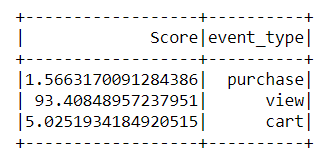 +------------------+----------+
|             Score|event_type|
+------------------+----------+
|1.5663170091284386|  purchase|
| 93.40848957237951|      view|
|5.0251934184920515|      cart|
+------------------+----------+